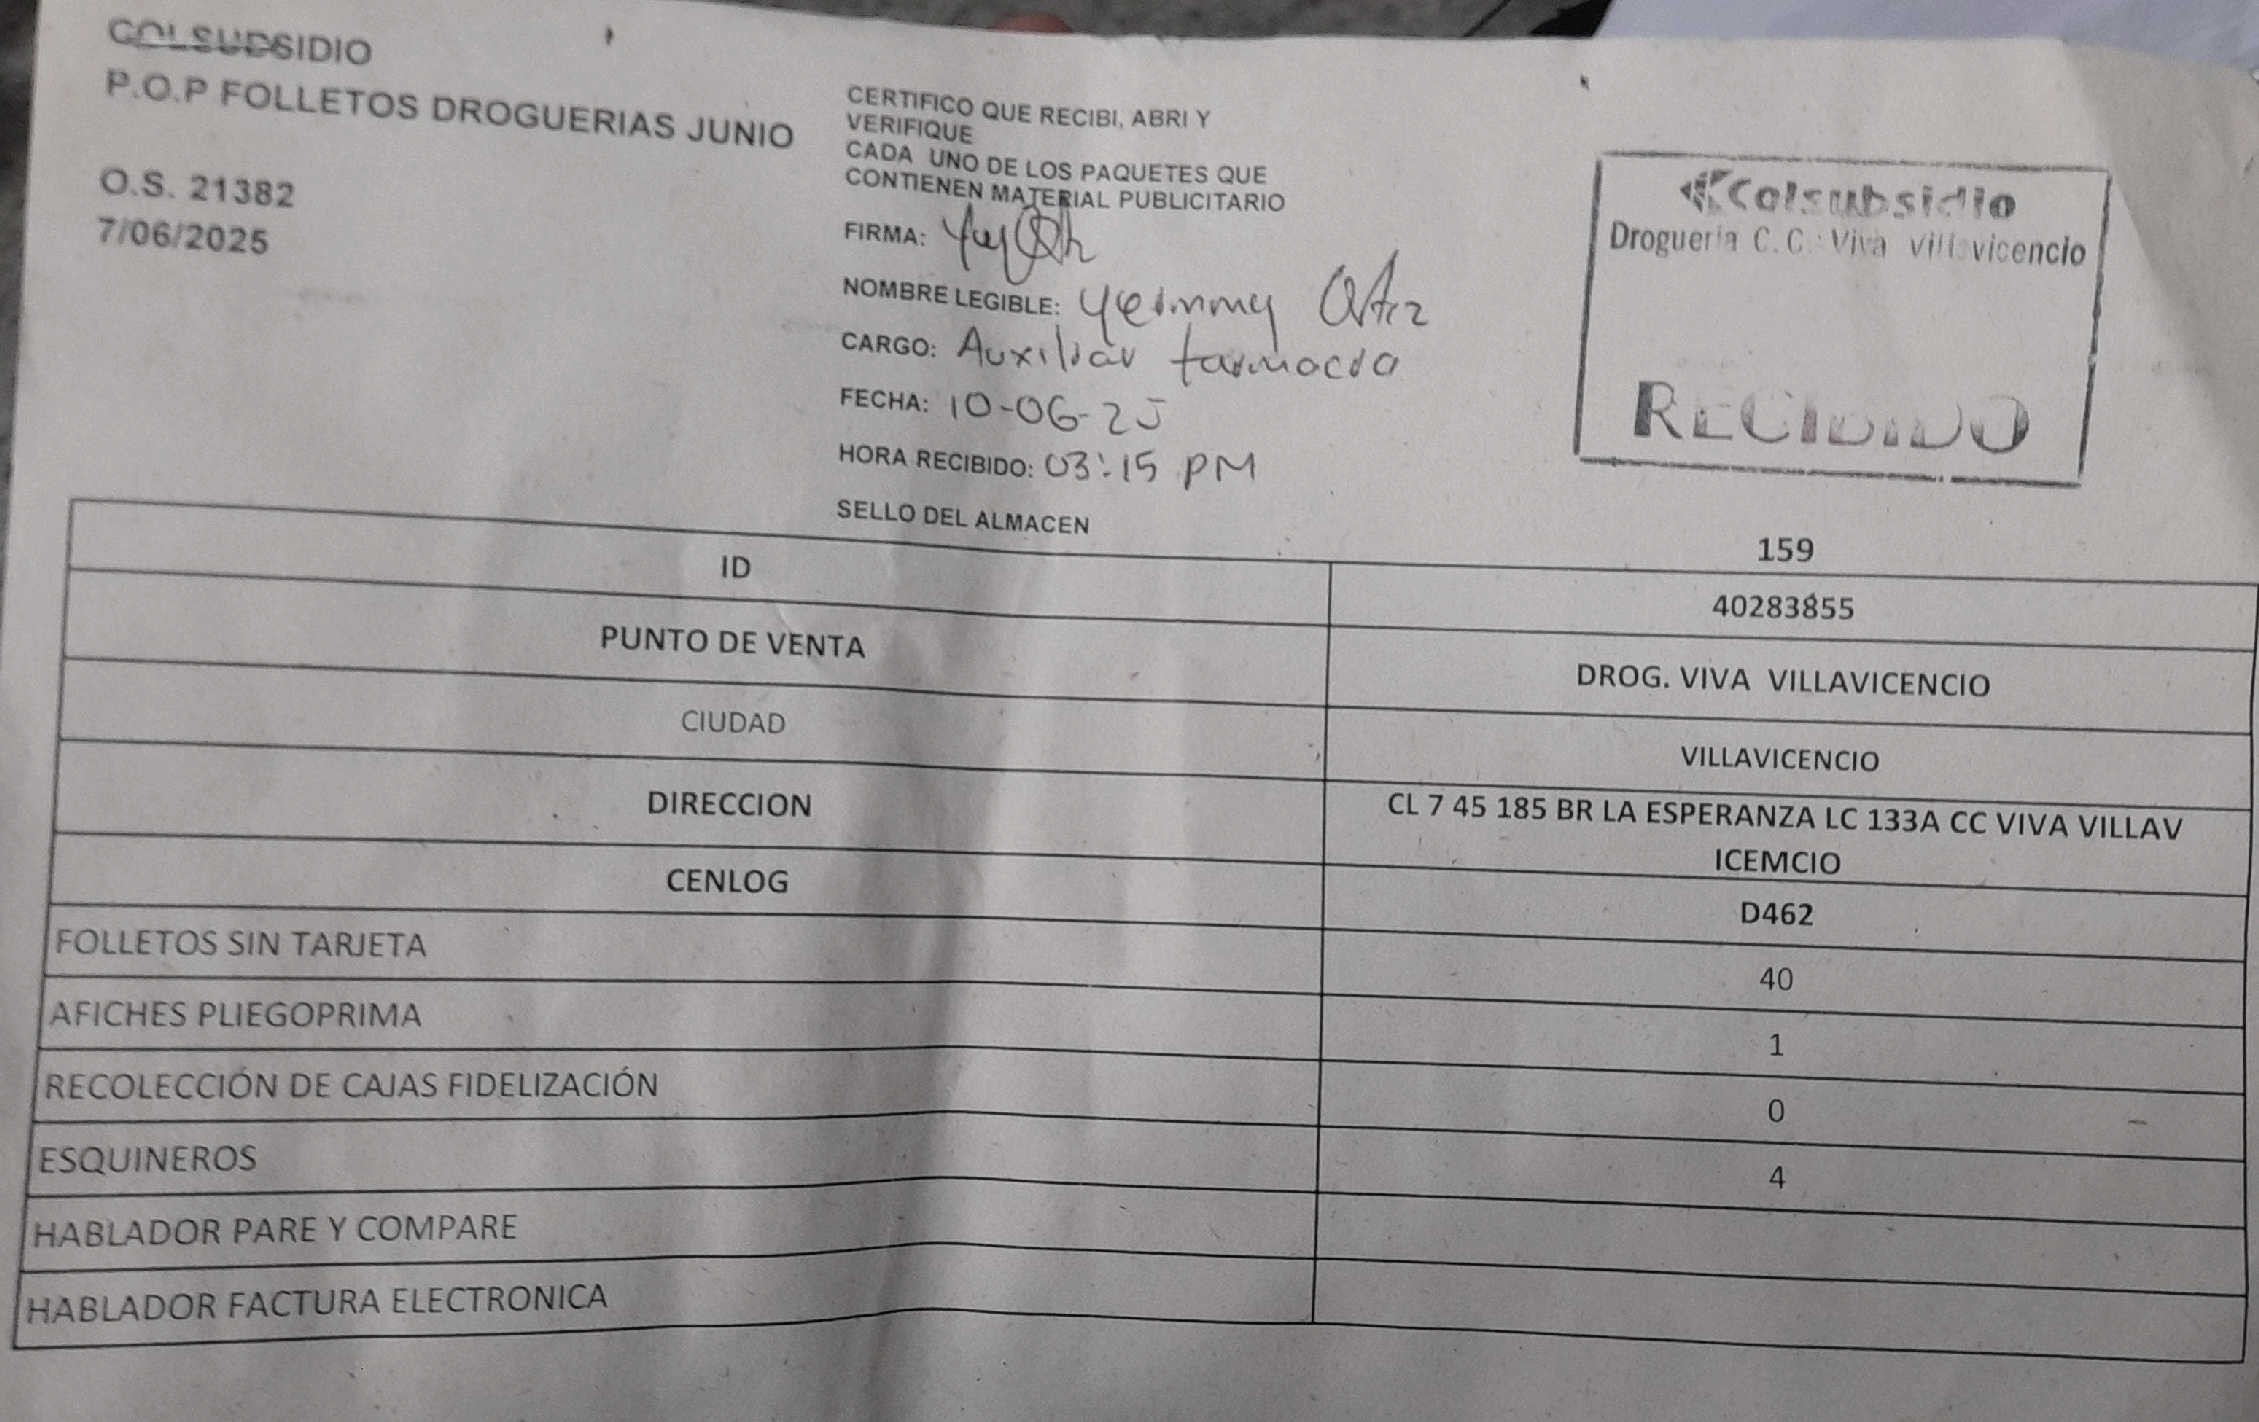 COLSUBSIDIO
P.O.P FOLLETOS DROGUERIAS JUNIO
O.S. 21382
7/06/2025
CERTIFICO QUE RECIBI, ABRI Y
VERIFIQUE
CADA UNO DE LOS PAQUETES QUE
CONTIENEN MATERIAL PUBLICITARIO
FIRMA:
NOMBRE LEGIBLE: Yeimmy Ortiz
CARGO: Auxiliar farmacia
FECHA: 10-06-25
HORA RECIBIDO: 03:15 PM
SELLO DEL ALMACEN
Colsubsidio
Droguería C.C. Viva Villavicencio
RECIBIDO
159
ID 40283855
PUNTO DE VENTA DROG. VIVA VILLAVICENCIO
CIUDAD VILLAVICENCIO
DIRECCION CL 7 45 185 BR LA ESPERANZA LC 133A CC VIVA VILLAV
ICEMCIO
CENLOG D462
FOLLETOS SIN TARJETA 40
AFICHES PLIEGOPRIMA 1
RECOLECCIÓN DE CAJAS FIDELIZACIÓN 0
ESQUINEROS 4
HABLADOR PARE Y COMPARE
HABLADOR FACTURA ELECTRONICA